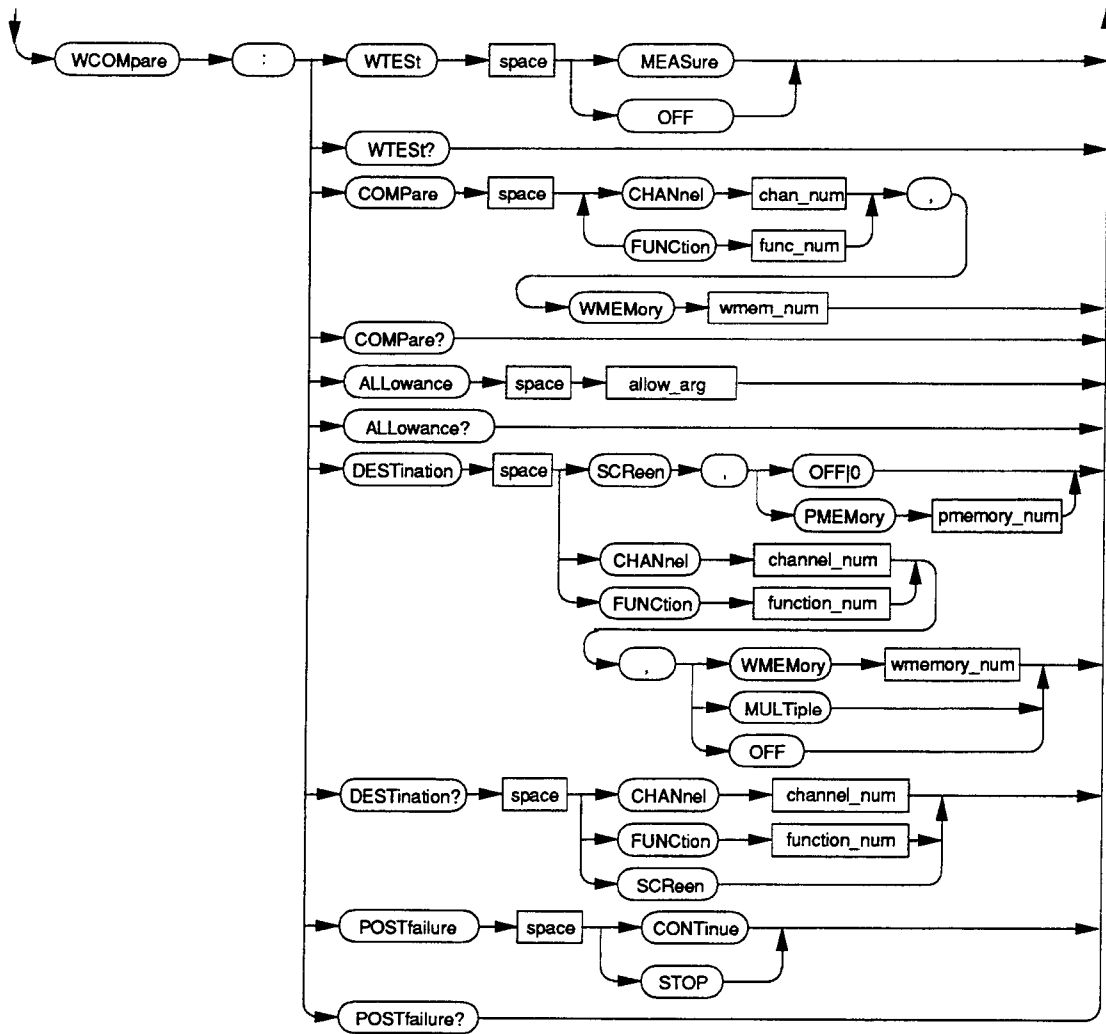 WCOMpare : WTESt space MEASure
OFF
WTESt?
COMPare space CHANnel chan_num ,
FUNCtion func_num
WMEMory wmem_num
COMPare?
ALLowance space allow_arg
ALLowance?
DESTination space SCReen , OFF|0
PMEMory pmemory_num
CHANnel channel_num
FUNCtion function_num
, WMEMory wmemory_num
MULTiple
OFF
DESTination? space CHANnel channel_num
FUNCtion function_num
SCReen
POSTfailure space CONTinue
STOP
POSTfailure?